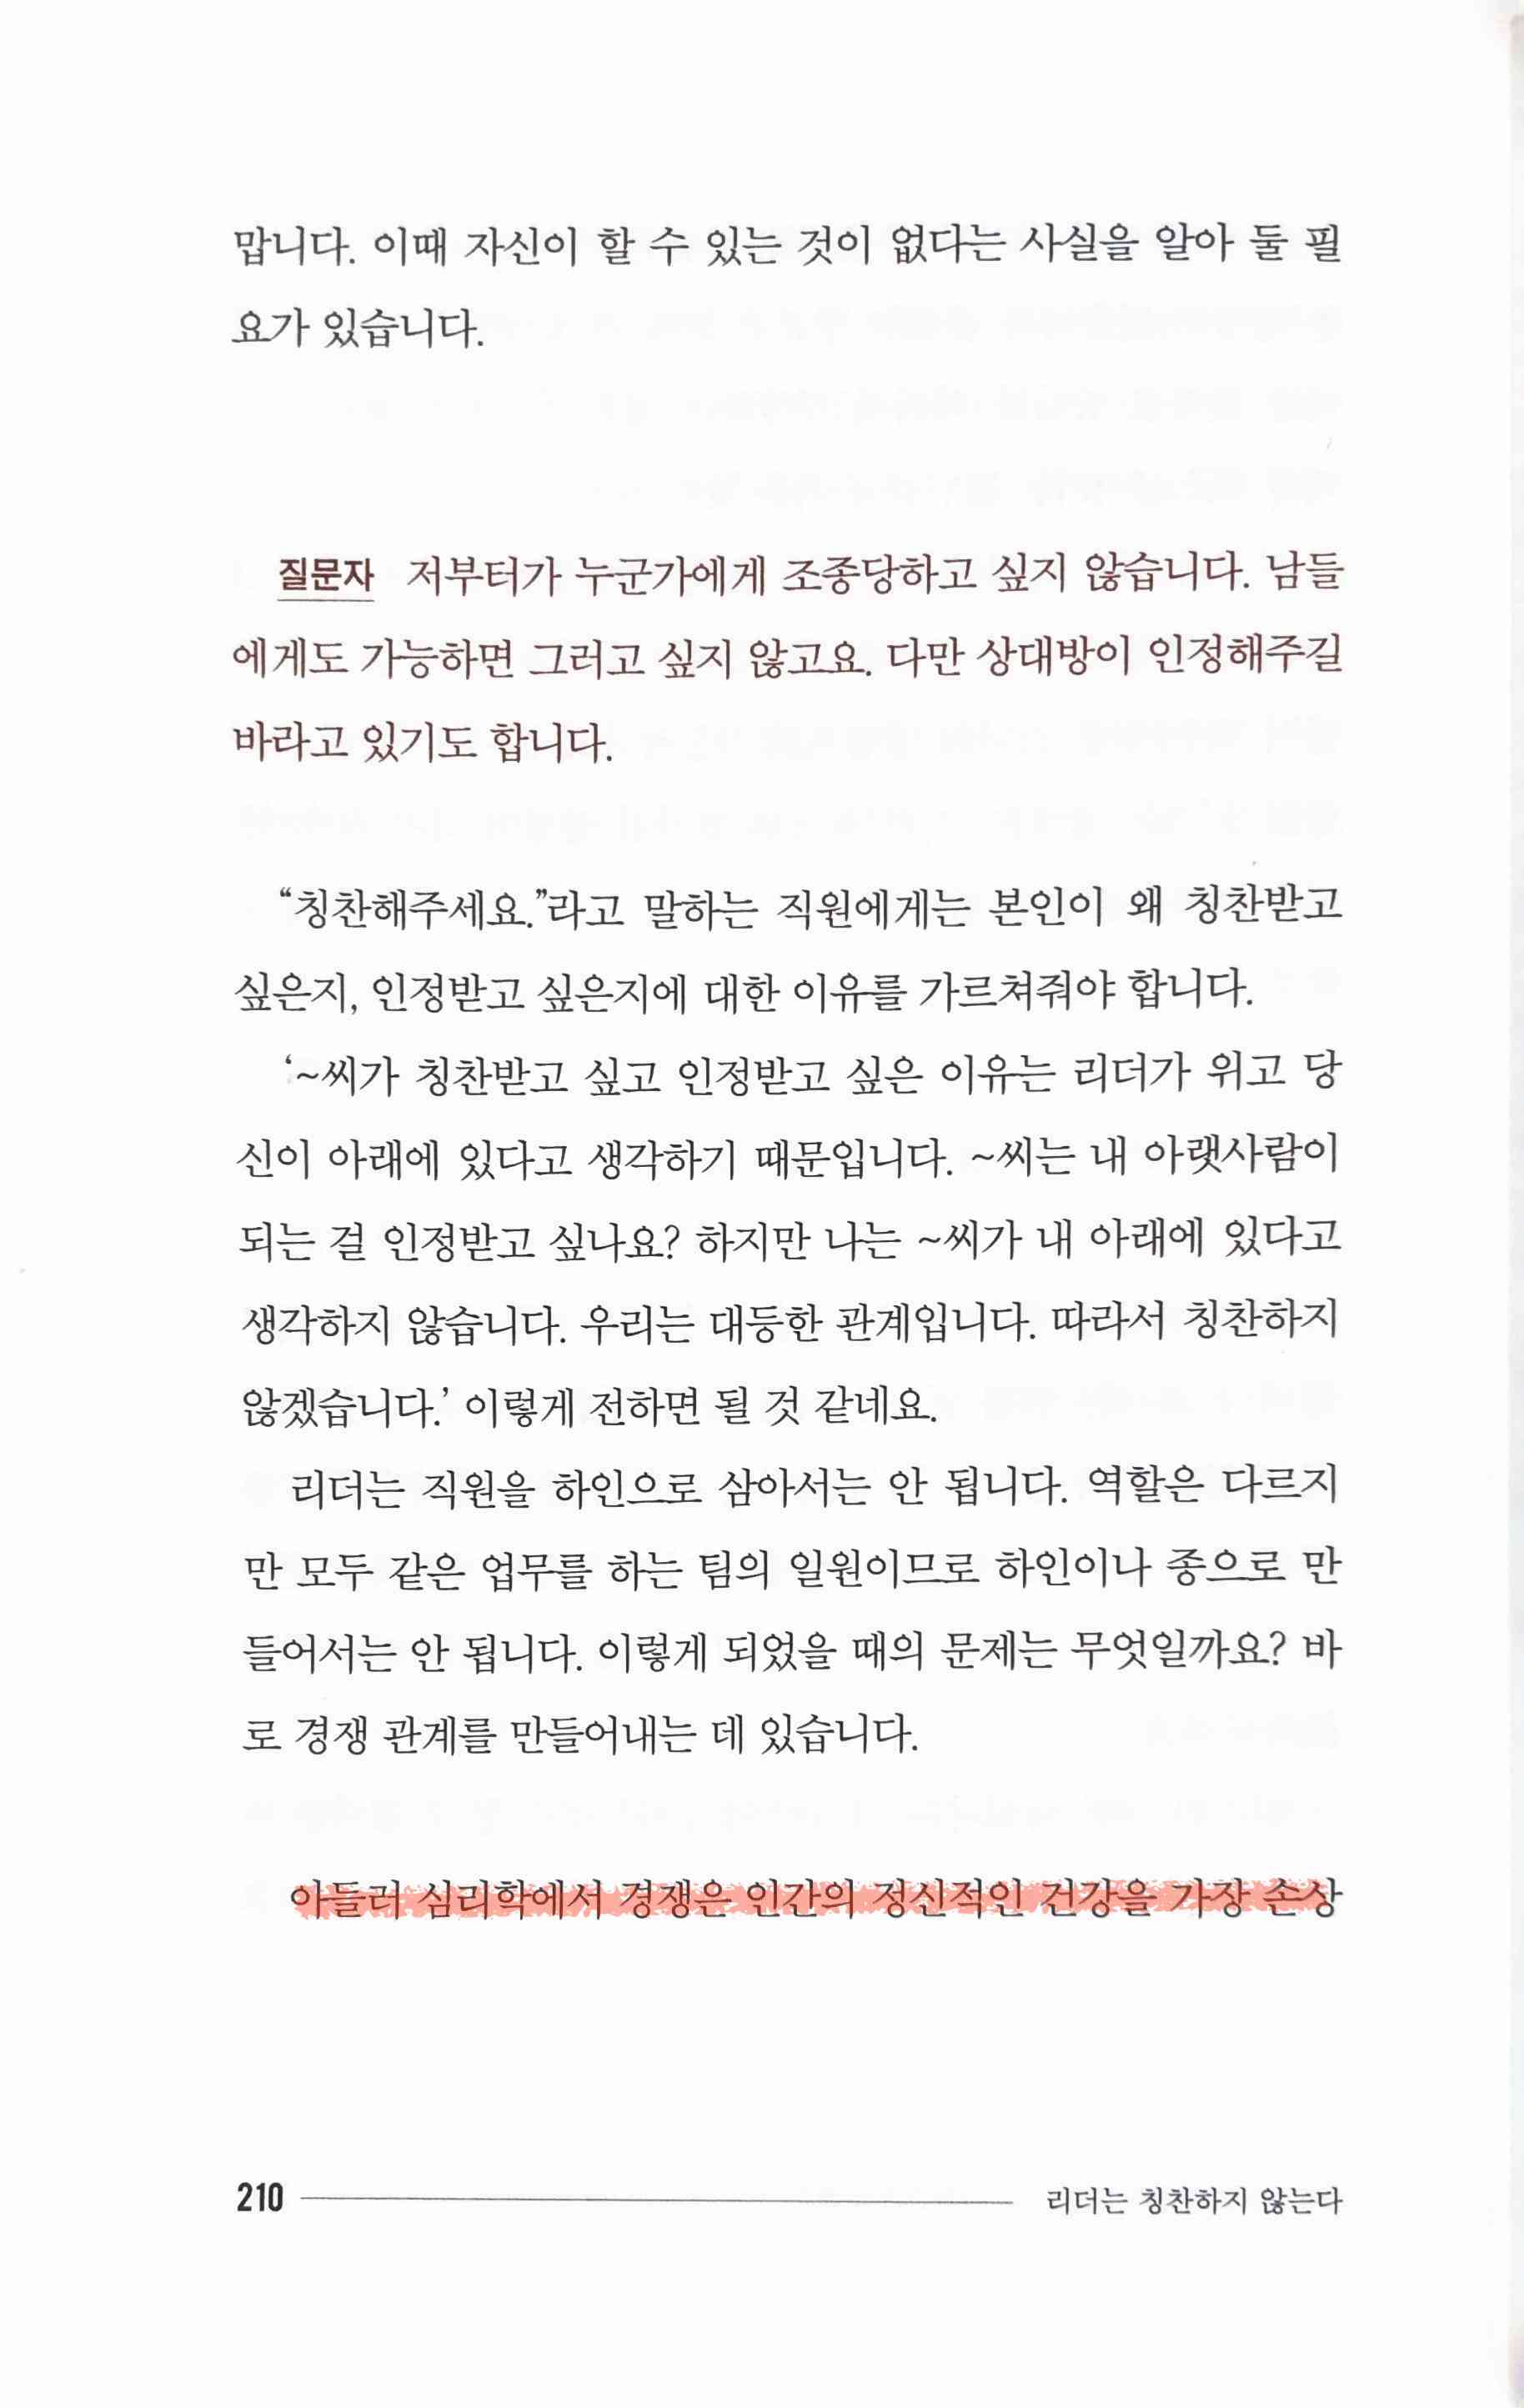 맙니다. 이때 자신이 할 수 있는 것이 없다는 사실을 알아 둘 필
요가 있습니다.
질문자 저부터가 누군가에게 조종당하고 싶지 않습니다. 남들
에게도 가능하면 그러고 싶지 않고요. 다만 상대방이 인정해주길
바라고 있기도 합니다.
“칭찬해주세요.”라고 말하는 직원에게는 본인이 왜 칭찬받고
싶은지, 인정받고 싶은지에 대한 이유를 가르쳐줘야 합니다.
‘~씨가 칭찬받고 싶고 인정받고 싶은 이유는 리더가 위고 당
신이 아래에 있다고 생각하기 때문입니다. ~씨는 내 아랫사람이
되는 걸 인정받고 싶나요? 하지만 나는 ~씨가 내 아래에 있다고
생각하지 않습니다. 우리는 대등한 관계입니다. 따라서 칭찬하지
않겠습니다.’ 이렇게 전하면 될 것 같네요.
리더는 직원을 하인으로 삼아서는 안 됩니다. 역할은 다르지
만 모두 같은 업무를 하는 팀의 일원이므로 하인이나 종으로 만
들어서는 안 됩니다. 이렇게 되었을 때의 문제는 무엇일까요? 바
로 경쟁 관계를 만들어내는 데 있습니다.
아들러 심리학에서 경쟁은 인간의 정신적인 건강을 가장 손상
210 리더는 칭찬하지 않는다